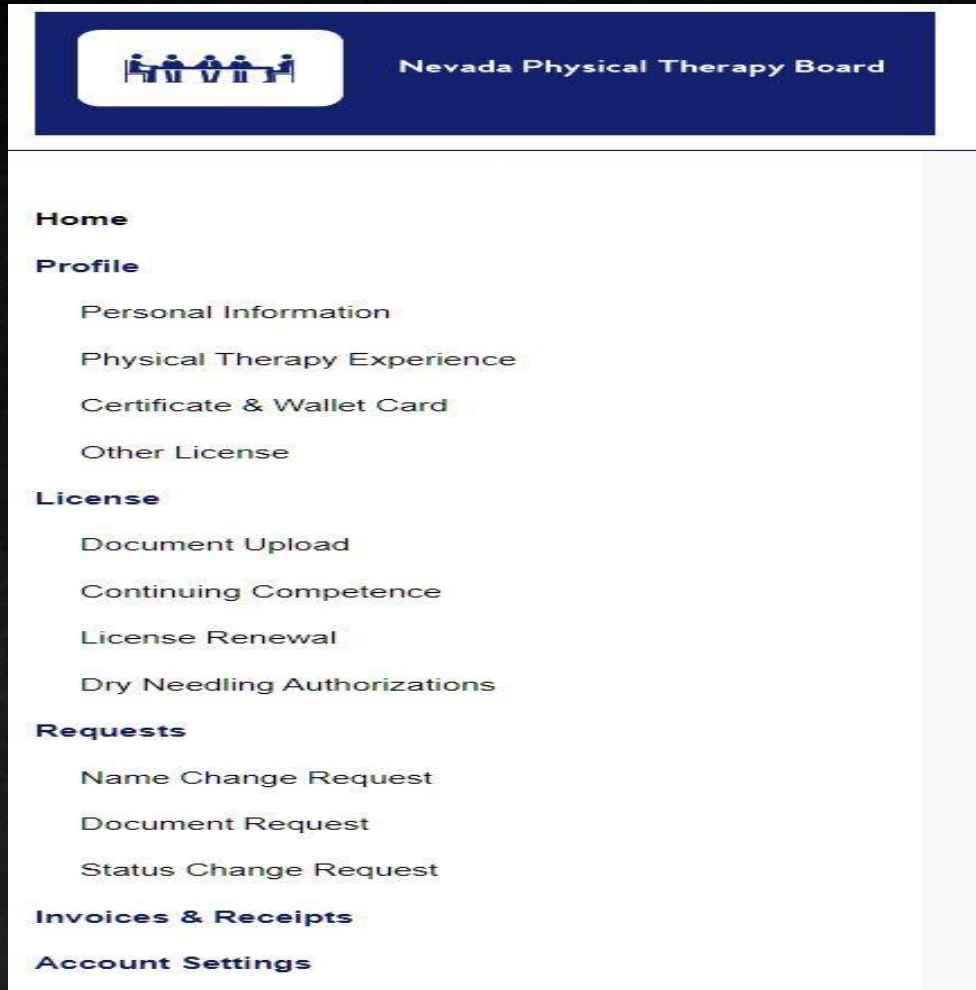 Nevada Physical Therapy Board
Home
Profile
Personal Information
Physical Therapy Experience
Certificate & Wallet Card
Other License
License
Document Upload
Continuing Competence
License Renewal
Dry Needling Authorizations
Requests
Name Change Request
Document Request
Status Change Request
Invoices & Receipts
Account Settings